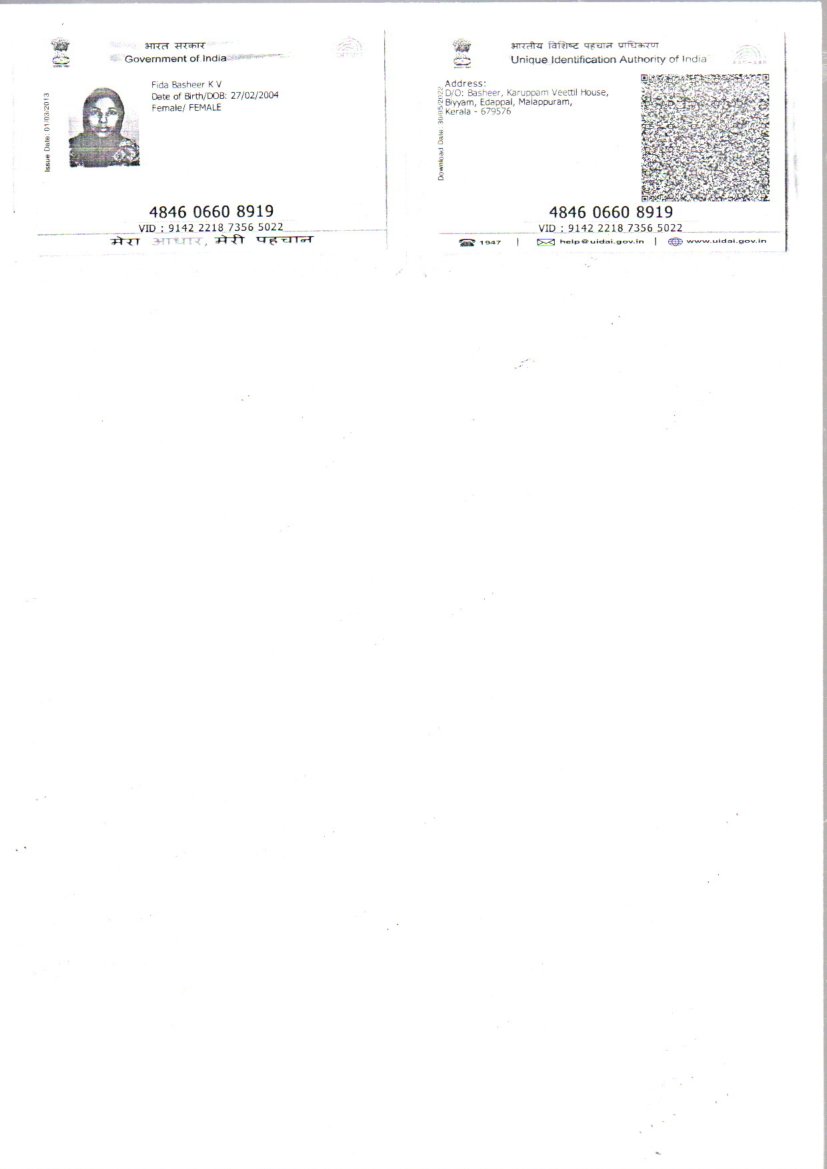 भारत सरकार
Government of India
Fida Basheer K V
Date of Birth/DOB: 27/02/2004
Female/ FEMALE
Issue Date: 01/03/2013
4846 0660 8919
VID : 9142 2218 7356 5022
मेरा आधार, मेरी पहचान
भारतीय विशिष्ट पहचान प्राधिकरण
Unique Identification Authority of India
Address:
D/O: Basheer, Karuppam Veettil House,
Biyyam, Edappal, Malappuram,
Kerala - 679576
Download Date: 30/05/2022
4846 0660 8919
VID : 9142 2218 7356 5022
1947 | help@uidai.gov.in | www.uidai.gov.in